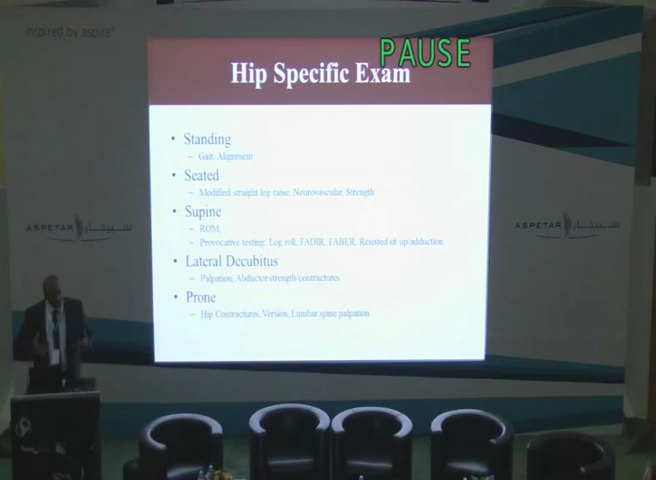 inspired by aspire
PAUSE
Hip Specific Exam
• Standing
– Gait, Alignment
• Seated
– Modified straight leg raise, Neurovascular, Strength
• Supine
– ROM,
– Provocative testing: Log roll, FADIR, FABER, Resisted sit up/adduction
• Lateral Decubitus
– Palpation, Abductor strength/contractures
• Prone
– Hip Contractures, Version, Lumbar spine palpation
ASPETAR سبيتار
ASPETAR سبيتار